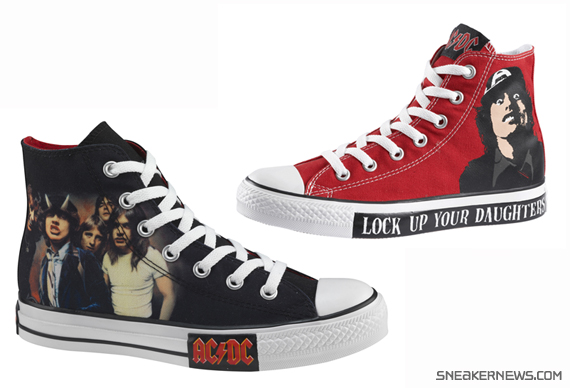 AC/DC
LOCK UP YOUR DAUGHTERS
AC/DC
SNEAKERNEWS.COM